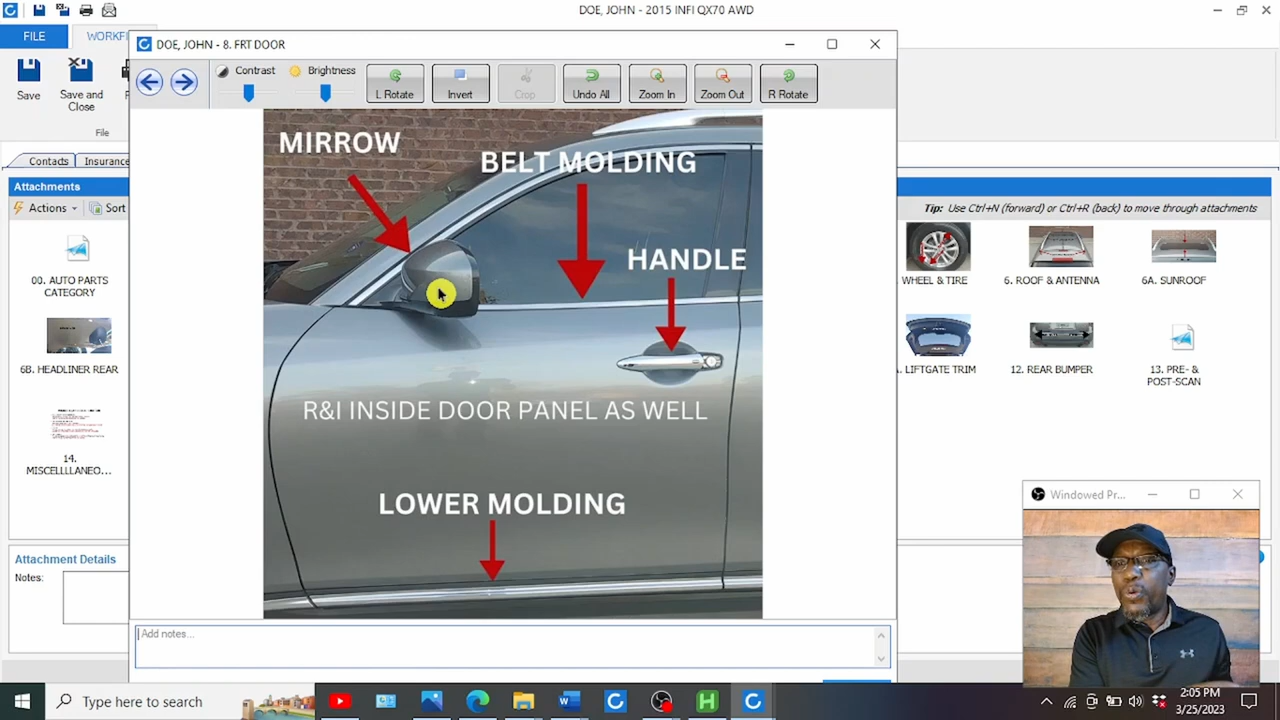 DOE, JOHN - 2015 INFI QX70 AWD
FILE
WORKFL
DOE, JOHN - 8. FRT DOOR
Save
Save and Close
File
Contrast
Brightness
L Rotate
Invert
Crop
Undo All
Zoom In
Zoom Out
R Rotate
Contacts
Insurance
Attachments
Actions
Sort
Tip: Use Ctrl+N (forward) or Ctrl+R (back) to move through attachments
00. AUTO PARTS
CATEGORY
6B. HEADLINER REAR
14.
MISCELLLANEO...
MIRROW
BELT MOLDING
HANDLE
R&I INSIDE DOOR PANEL AS WELL
LOWER MOLDING
WHEEL & TIRE
6. ROOF & ANTENNA
6A. SUNROOF
LIFTGATE TRIM
12. REAR BUMPER
13. PRE- &
POST-SCAN
Attachment Details
Notes:
Add notes...
Windowed Pr...
Type here to search
2:05 PM
3/25/2023